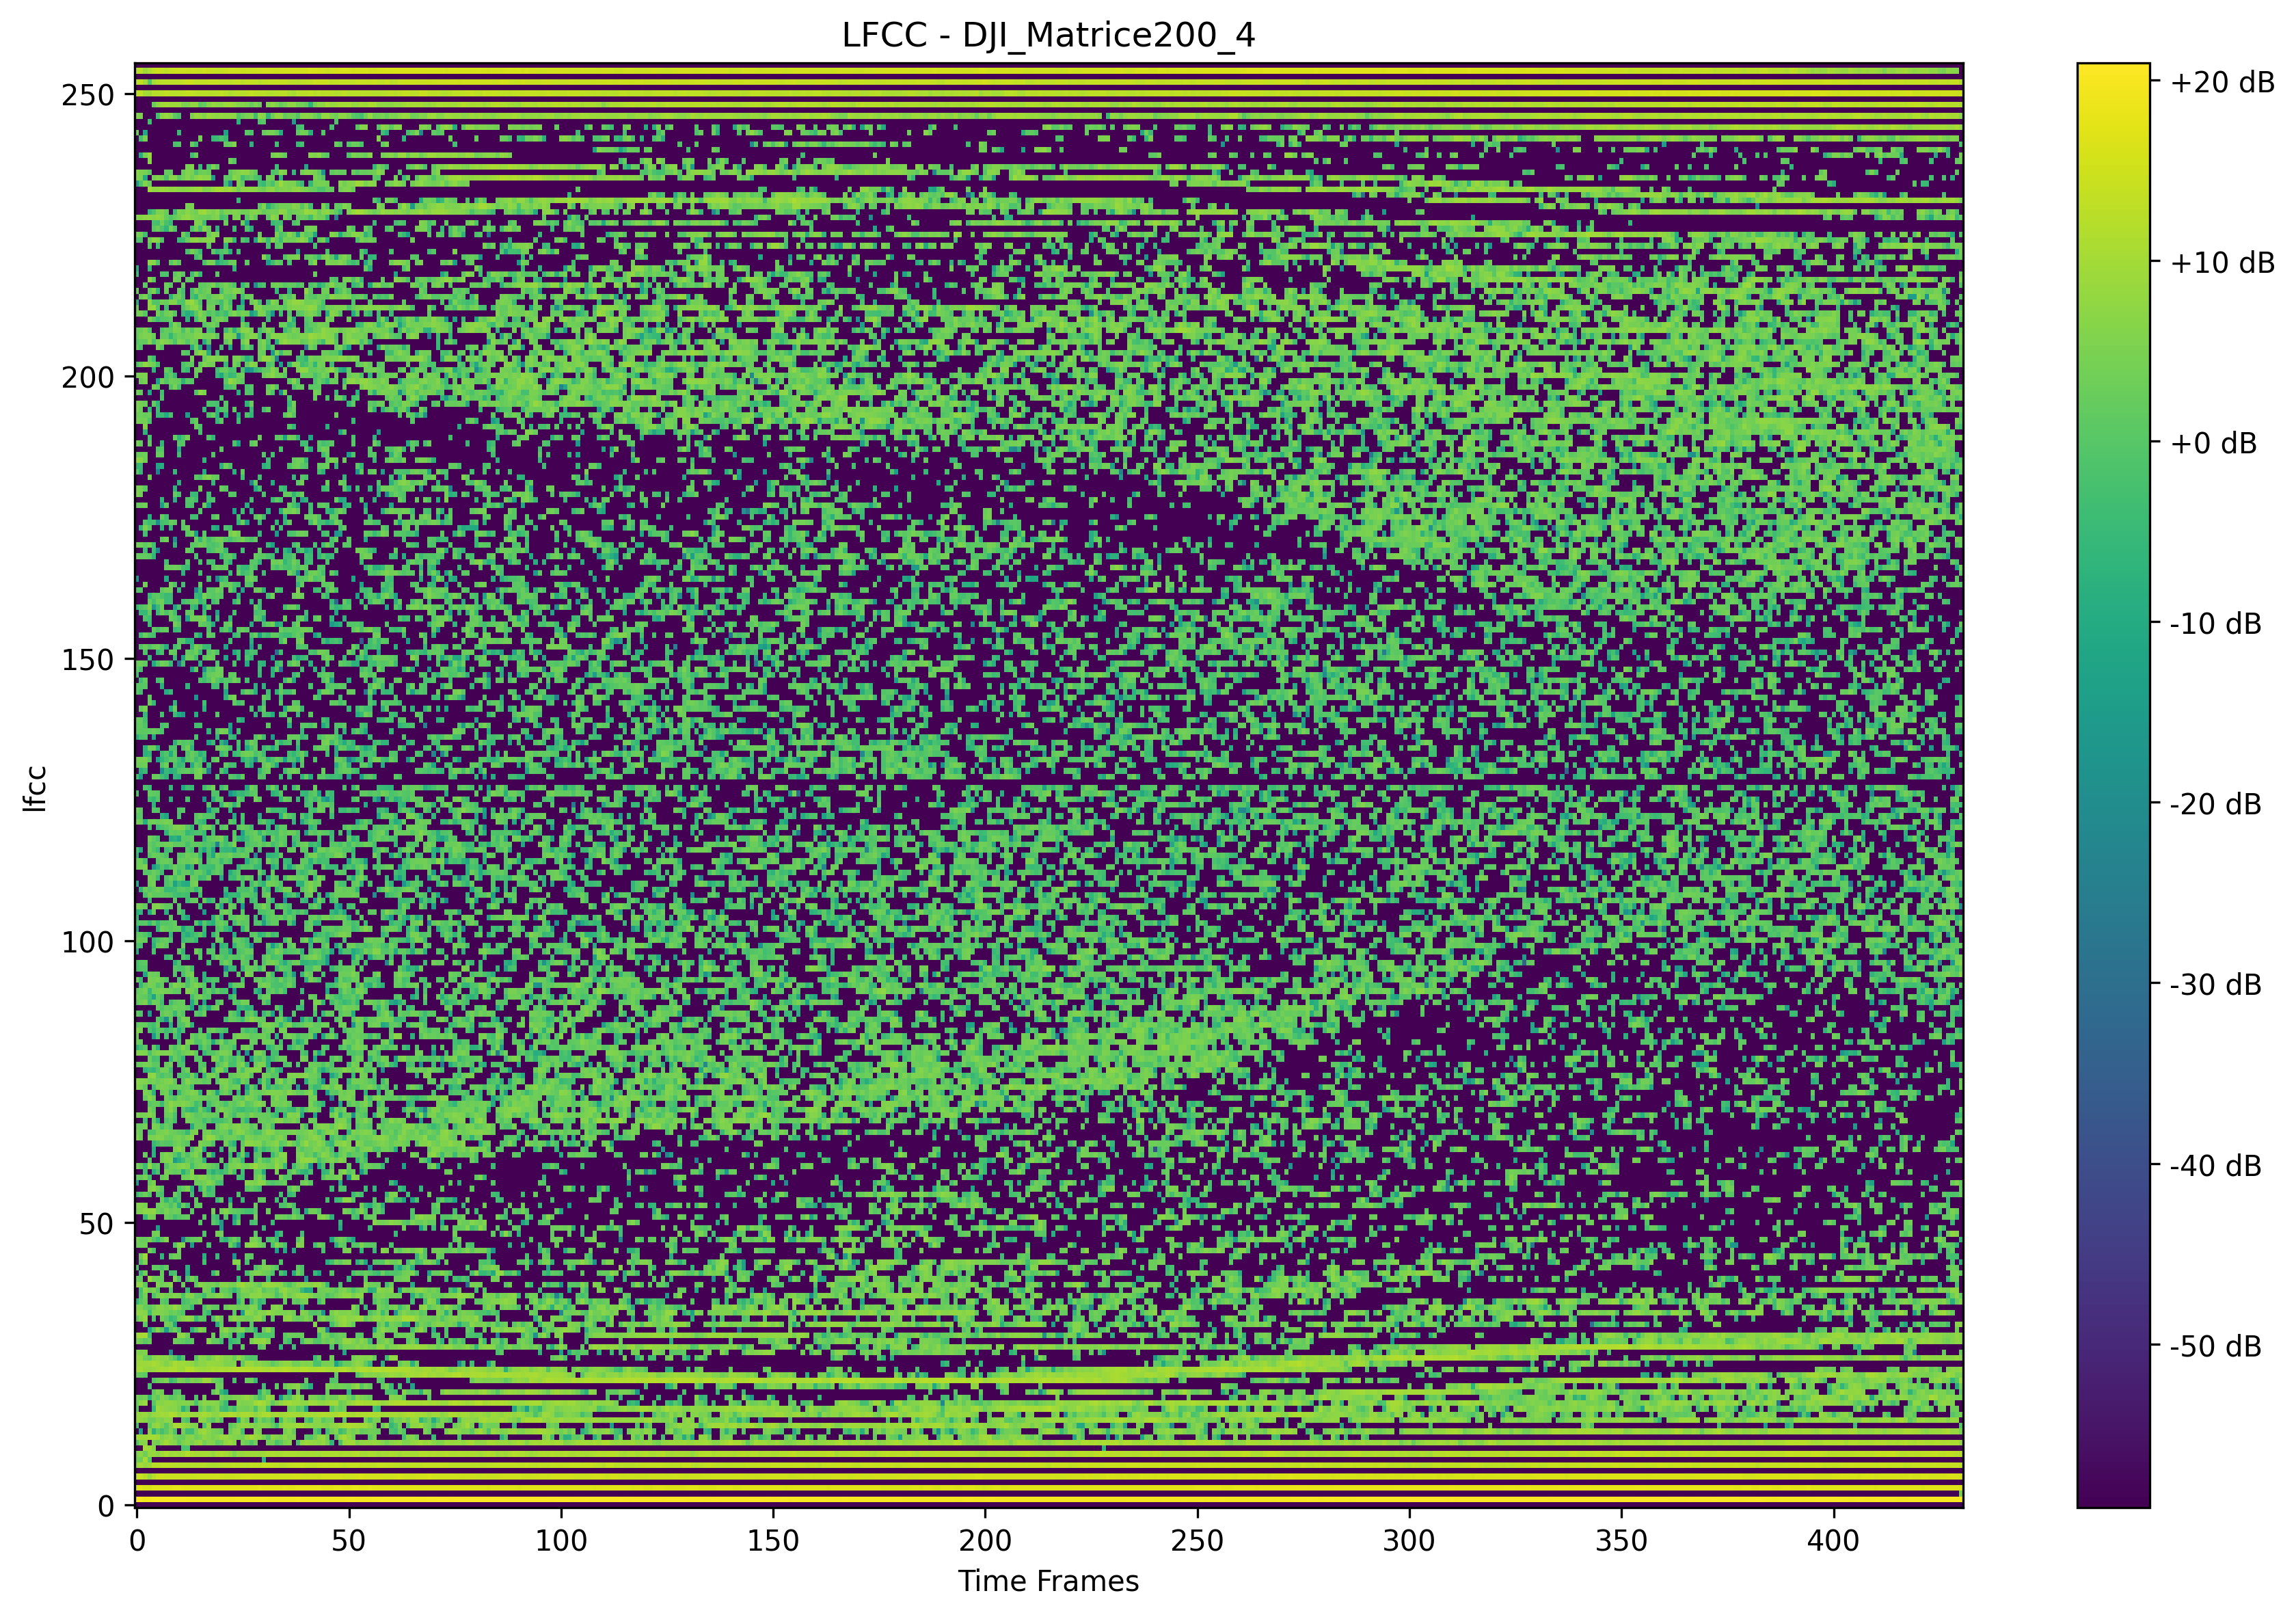 LFCC - DJI_Matrice200_4
+20 dB
250
+10 dB
200
+0 dB
-10 dB
150
lfcc
-20 dB
100
-30 dB
-40 dB
50
-50 dB
0
0 50 100 150 200 250 300 350 400
Time Frames